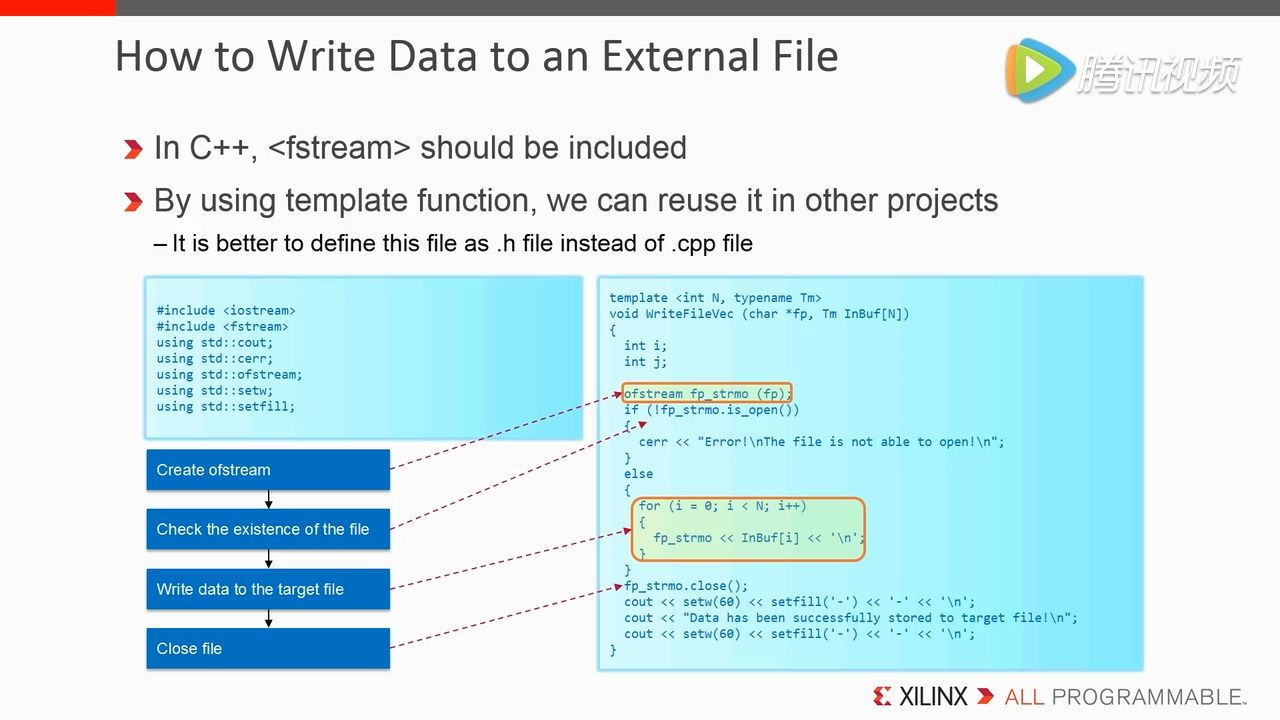 How to Write Data to an External File
腾讯视频
In C++, <fstream> should be included
By using template function, we can reuse it in other projects
– It is better to define this file as .h file instead of .cpp file
#include <iostream>
#include <fstream>
using std::cout;
using std::cerr;
using std::ofstream;
using std::setw;
using std::setfill;
Create ofstream
Check the existence of the file
Write data to the target file
Close file
template <int N, typename Tm>
void WriteFileVec (char *fp, Tm InBuf[N])
{
int i;
int j;
ofstream fp_strmo (fp);
if (!fp_strmo.is_open())
{
cerr << "Error!\nThe file is not able to open!\n";
}
else
{
for (i = 0; i < N; i++)
{
fp_strmo << InBuf[i] << '\n';
}
}
fp_strmo.close();
cout << setw(60) << setfill('-') << '-' << '\n';
cout << "Data has been successfully stored to target file!\n";
cout << setw(60) << setfill('-') << '-' << '\n';
}
XILINX ALL PROGRAMMABLE™